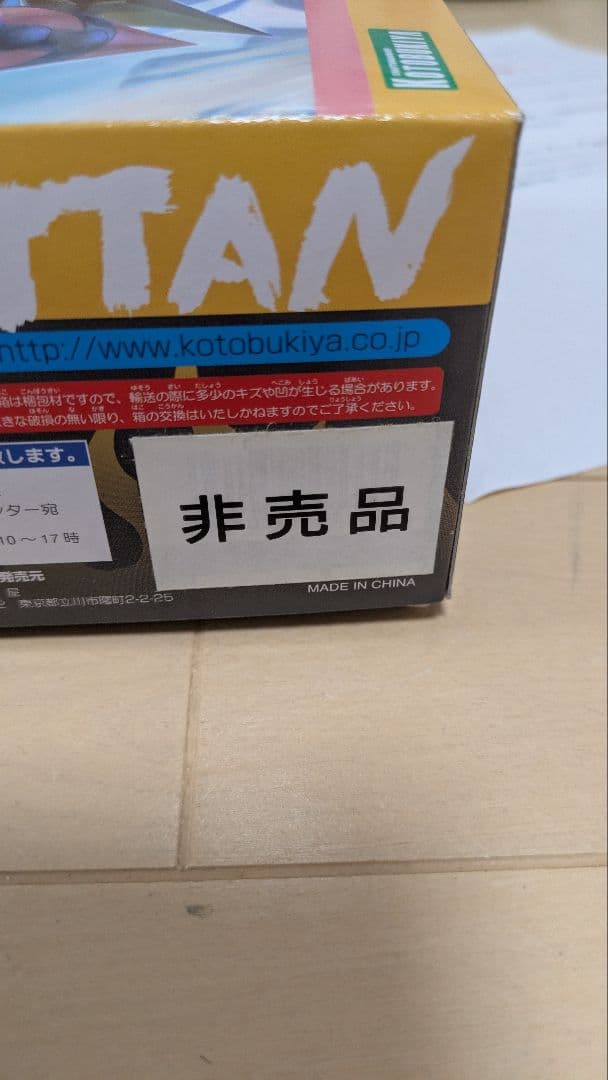 KOTOBUKIYA
TTAN
http://www.kotobukiya.co.jp
箱は梱包材ですので、輸送の際に多少のキズや凹が生じる場合があります。
きな破損の無い限り、箱の交換はいたしかねますのでご了承ください。
します。
ンター宛
10～17時
非売品
発売元
屋
東京都立川市曙町2-2-25
MADE IN CHINA